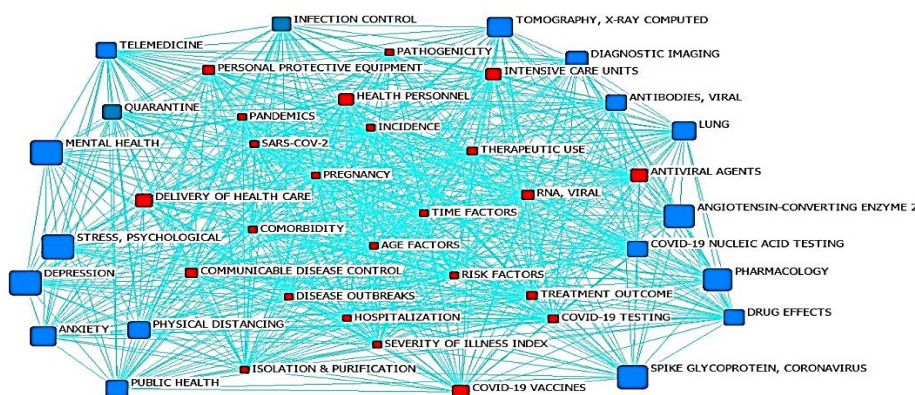 INFECTION CONTROL
TOMOGRAPHY, X-RAY COMPUTED
TELEMEDICINE
PATHOGENICITY
DIAGNOSTIC IMAGING
PERSONAL PROTECTIVE EQUIPMENT
INTENSIVE CARE UNITS
HEALTH PERSONNEL
ANTIBODIES, VIRAL
QUARANTINE
PANDEMICS
INCIDENCE
LUNG
MENTAL HEALTH
SARS-COV-2
THERAPEUTIC USE
PREGNANCY
ANTIVIRAL AGENTS
DELIVERY OF HEALTH CARE
RNA, VIRAL
TIME FACTORS
ANGIOTENSIN-CONVERTING ENZYME 2
COMORBIDITY
STRESS, PSYCHOLOGICAL
AGE FACTORS
COVID-19 NUCLEIC ACID TESTING
DEPRESSION
COMMUNICABLE DISEASE CONTROL
RISK FACTORS
PHARMACOLOGY
DISEASE OUTBREAKS
TREATMENT OUTCOME
ANXIETY
PHYSICAL DISTANCING
HOSPITALIZATION
COVID-19 TESTING
DRUG EFFECTS
SEVERITY OF ILLNESS INDEX
ISOLATION & PURIFICATION
SPIKE GLYCOPROTEIN, CORONAVIRUS
PUBLIC HEALTH
COVID-19 VACCINES